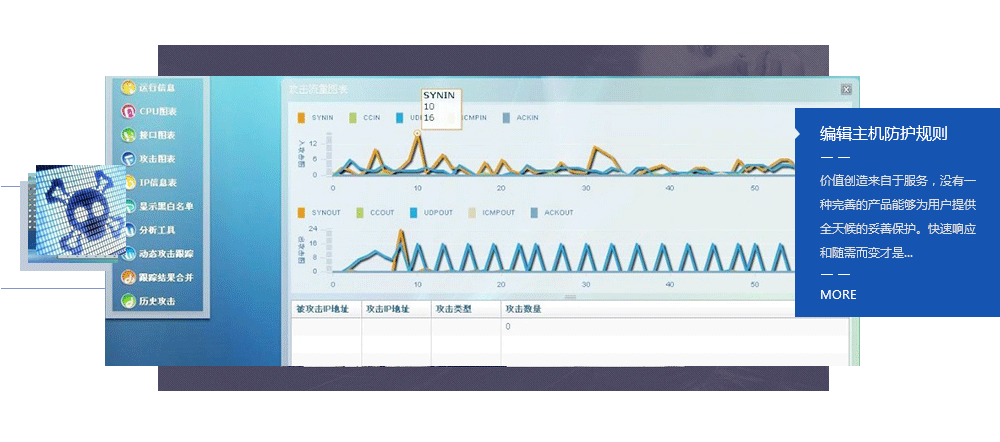 运行信息
CPU图表
接口图表
攻击图表
IP信息表
显示黑白名单
分析工具
动态攻击跟踪
跟踪结果合并
历史攻击
攻击流量图表
SYNIN
10
16
SYNIN CCIN ICMPIN ACKIN
入攻击图
12
6
0
0 10 20 30 40 50
SYNOUT CCOUT UDPOUT ICMPOUT ACKOUT
出攻击图
24
16
8
0
0 10 20 30 40 50
被攻击IP地址 攻击IP地址 攻击类型 攻击数量
0
编辑主机防护规则
价值创造来自于服务，没有一
种完善的产品能够为用户提供
全天候的妥善保护。快速响应
和随需而变才是...
MORE